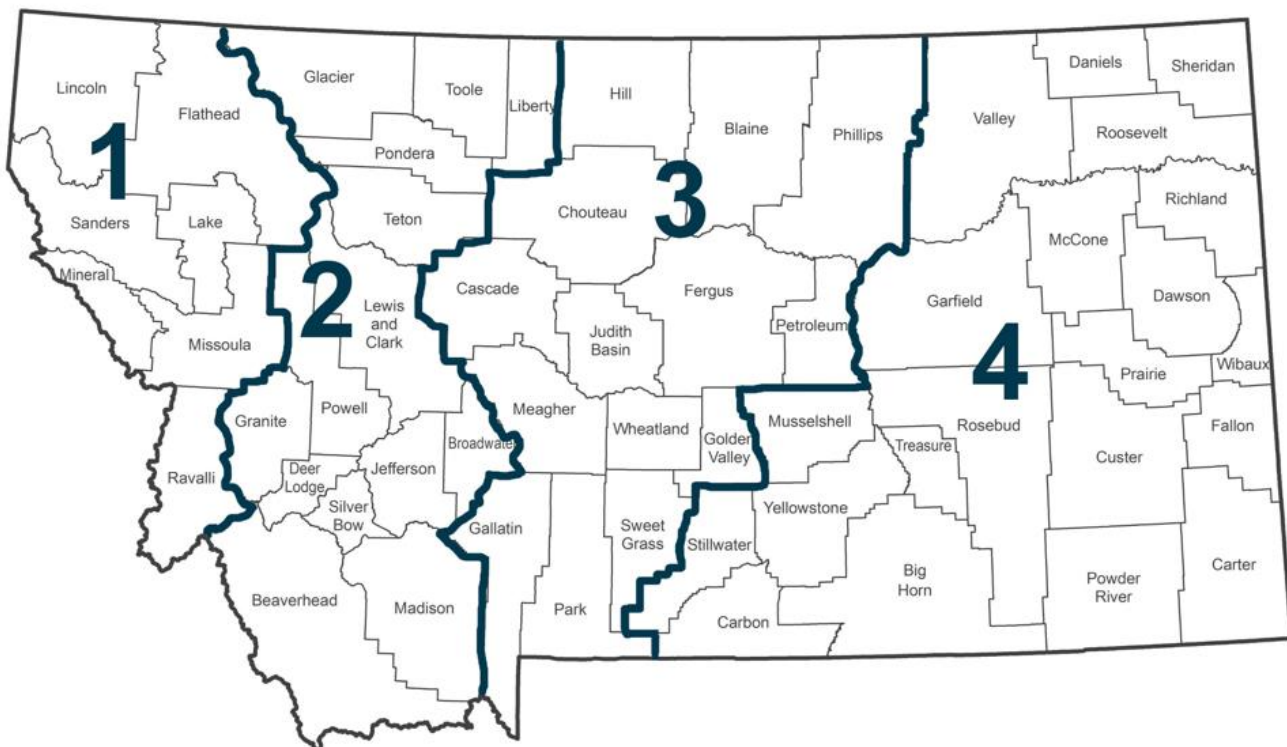 Lincoln
Flathead
1
Sanders
Lake
Mineral
Missoula
Ravalli
Glacier
Toole
Liberty
Pondera
Teton
2
Lewis
and
Clark
Granite
Powell
Deer
Lodge
Jefferson
Broadwater
Silver
Bow
Beaverhead
Madison
Hill
Blaine
Phillips
3
Chouteau
Cascade
Judith
Basin
Fergus
Petroleum
Meagher
Wheatland
Golden
Valley
Gallatin
Park
Sweet
Grass
Valley
Daniels
Sheridan
Roosevelt
Richland
McCone
Garfield
Dawson
4
Prairie
Wibaux
Musselshell
Treasure
Rosebud
Custer
Fallon
Yellowstone
Stillwater
Carbon
Big
Horn
Powder
River
Carter